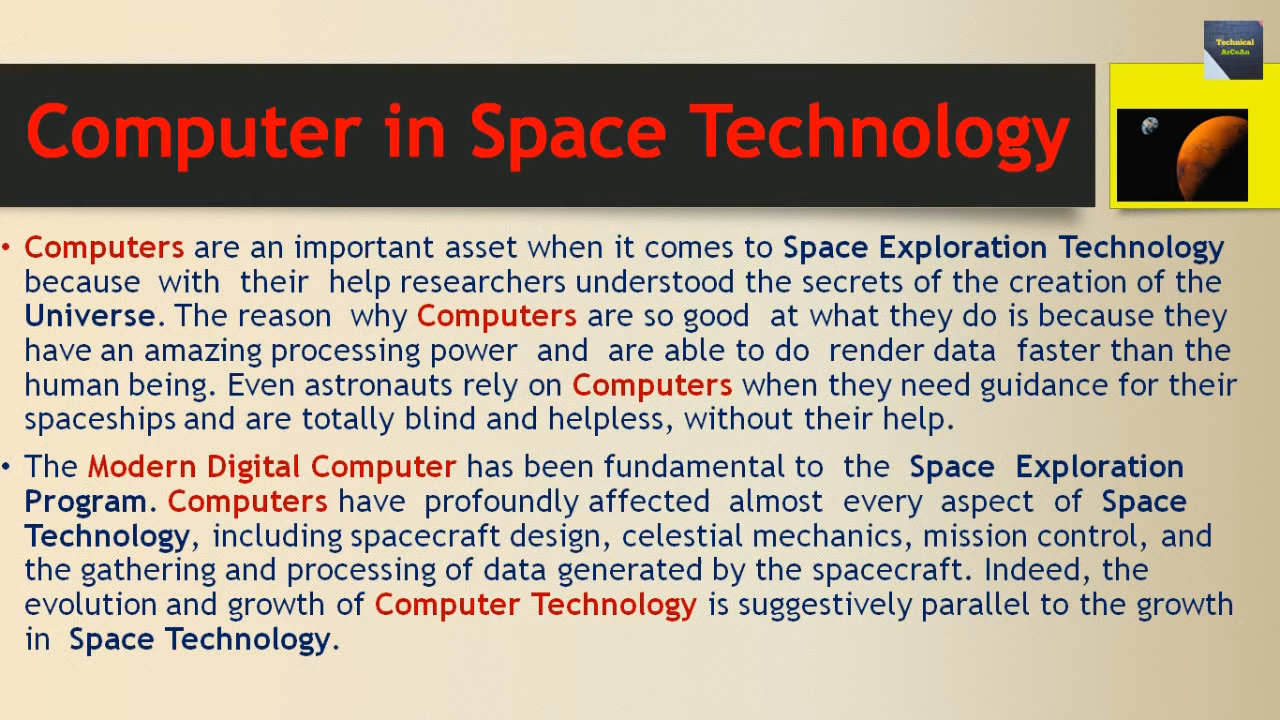 Technical
ArCoAn
Computer in Space Technology
• Computers are an important asset when it comes to Space Exploration Technology
because with their help researchers understood the secrets of the creation of the
Universe. The reason why Computers are so good at what they do is because they
have an amazing processing power and are able to do render data faster than the
human being. Even astronauts rely on Computers when they need guidance for their
spaceships and are totally blind and helpless, without their help.
• The Modern Digital Computer has been fundamental to the Space Exploration
Program. Computers have profoundly affected almost every aspect of Space
Technology, including spacecraft design, celestial mechanics, mission control, and
the gathering and processing of data generated by the spacecraft. Indeed, the
evolution and growth of Computer Technology is suggestively parallel to the growth
in Space Technology.